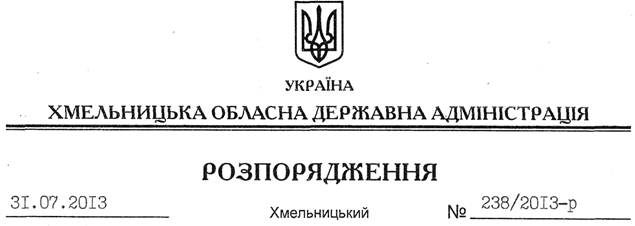 УКРАЇНА
ХМЕЛЬНИЦЬКА ОБЛАСНА ДЕРЖАВНА АДМІНІСТРАЦІЯ
РОЗПОРЯДЖЕННЯ
31.07.2013 Хмельницький № 238/2013-р